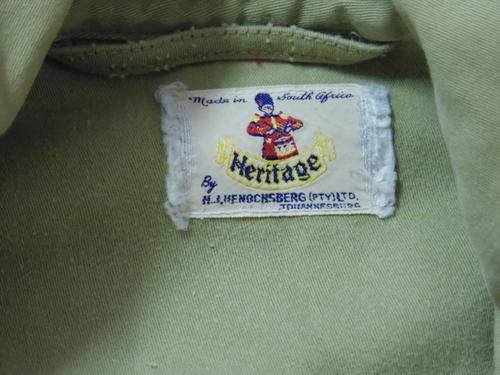 Made in South Africa
Heritage
By
H.J. HENOCHSBERG (PTY) LTD.
JOHANNESBURG